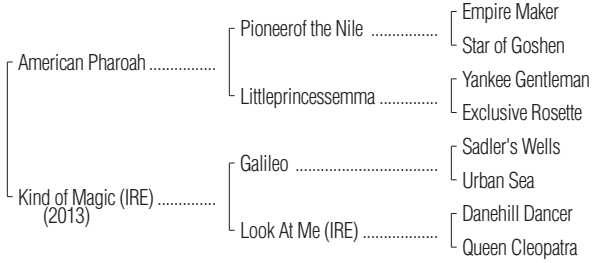 Empire Maker
Pioneerof the Nile ................
Star of Goshen
American Pharoah ................
Yankee Gentleman
Littleprincessemma ..............
Exclusive Rosette
Sadler's Wells
Galileo ..................................
Urban Sea
Kind of Magic (IRE) ..............
(2013)
Danehill Dancer
Look At Me (IRE) ..................
Queen Cleopatra